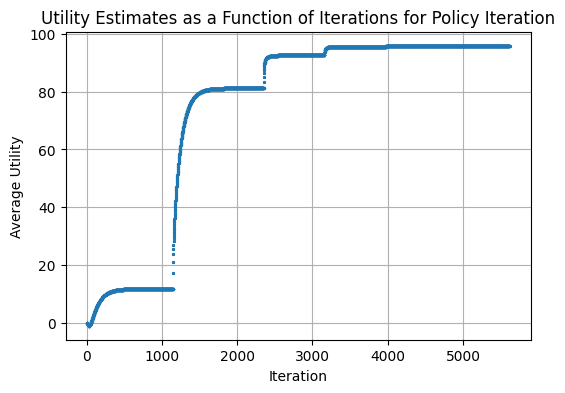 Utility Estimates as a Function of Iterations for Policy Iteration
100
80
60
40
20
0
Average Utility
0 1000 2000 3000 4000 5000
Iteration